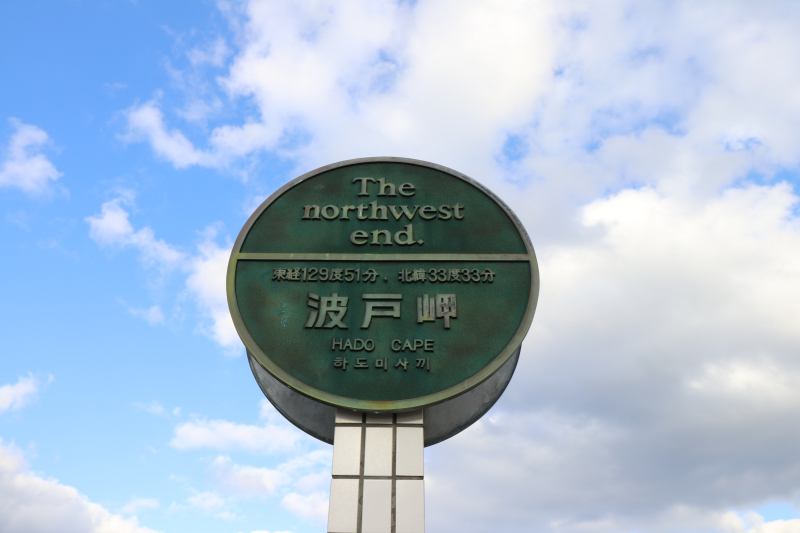 The
northwest
end.
東経129度51分、北緯33度33分
波戸岬
HADO CAPE
하도미사끼